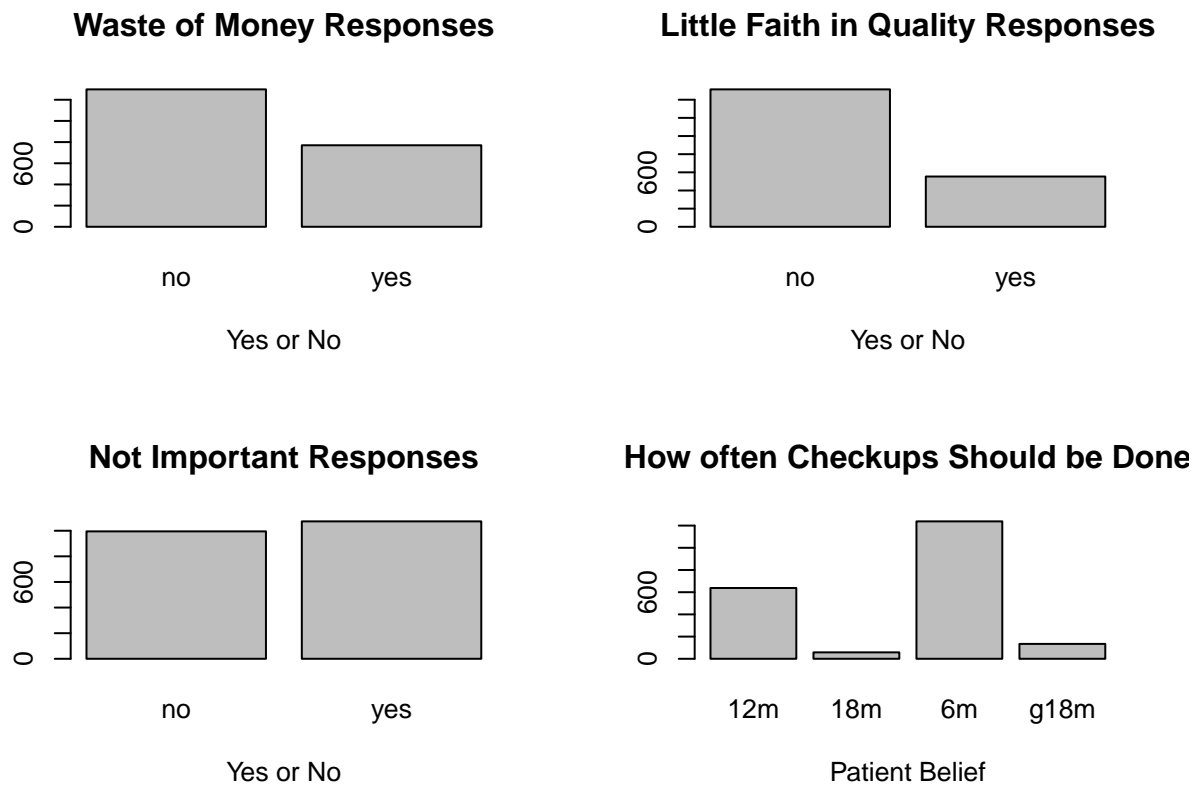 Waste of Money Responses
600
0
no yes
Yes or No
Little Faith in Quality Responses
600
0
no yes
Yes or No
Not Important Responses
600
0
no yes
Yes or No
How often Checkups Should be Done
600
0
12m 18m 6m g18m
Patient Belief